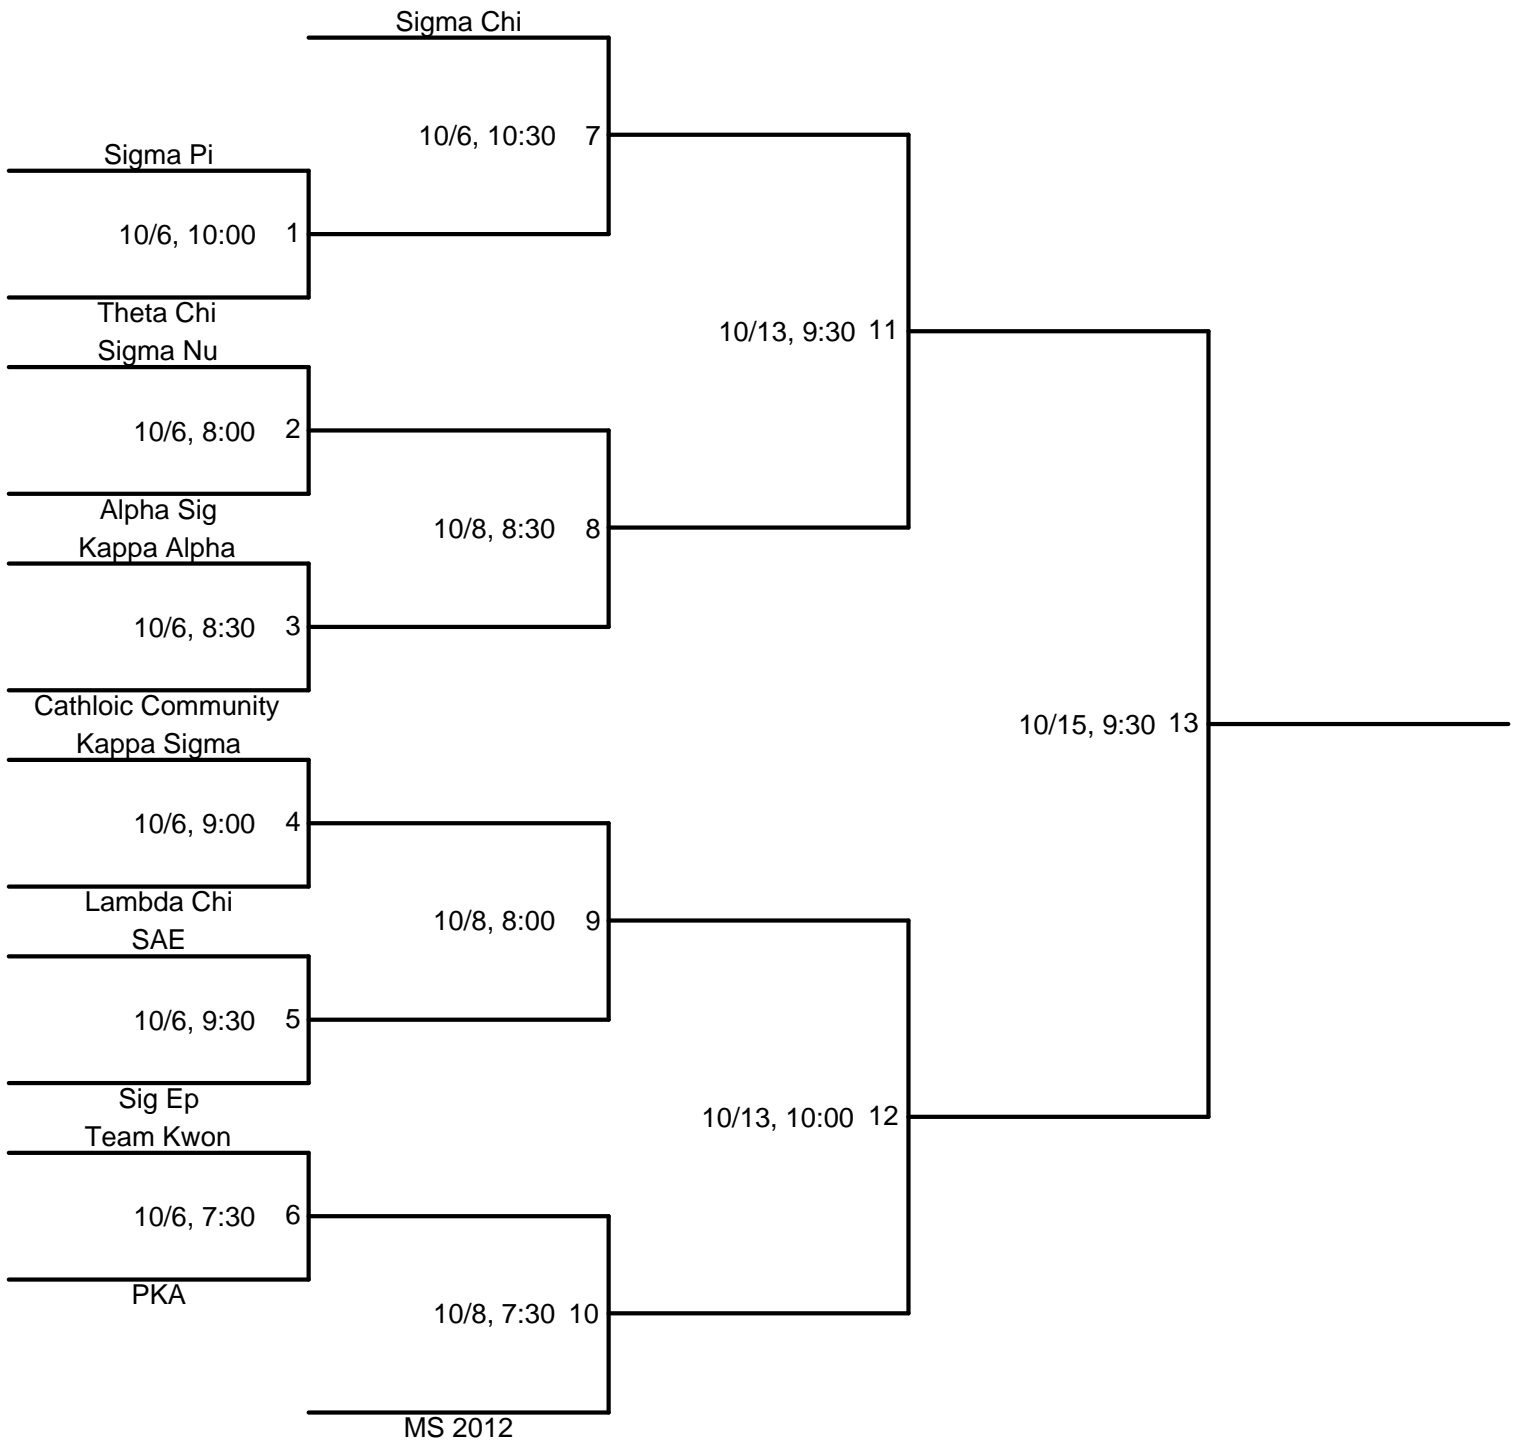 Sigma Chi
10/6, 10:30 7
Sigma Pi
10/6, 10:00 1
Theta Chi
Sigma Nu
10/13, 9:30 11
10/6, 8:00 2
Alpha Sig
10/8, 8:30 8
Kappa Alpha
10/6, 8:30 3
Cathloic Community
10/15, 9:30 13
Kappa Sigma
10/6, 9:00 4
Lambda Chi
10/8, 8:00 9
SAE
10/6, 9:30 5
Sig Ep
10/13, 10:00 12
Team Kwon
10/6, 7:30 6
PKA
10/8, 7:30 10
MS 2012